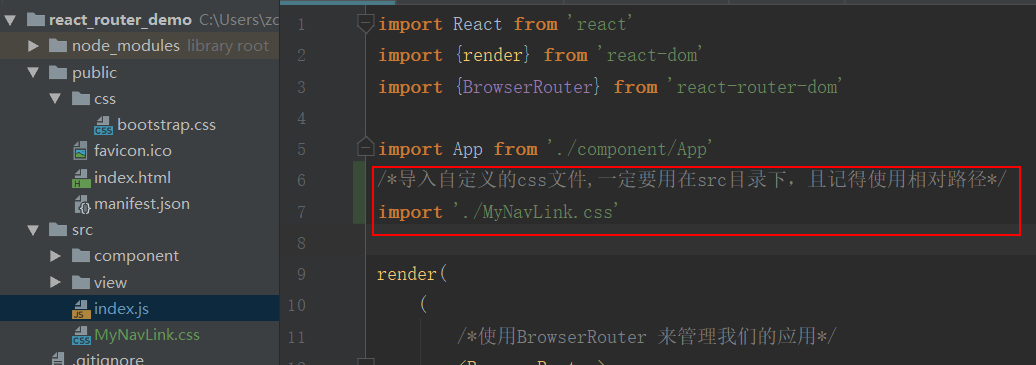 react_router_demo C:\Users\zc
node_modules library root
public
css
bootstrap.css
favicon.ico
index.html
manifest.json
src
component
view
index.js
MyNavLink.css
.gitignore
1 import React from 'react'
2 import {render} from 'react-dom'
3 import {BrowserRouter} from 'react-router-dom'
4
5 import App from './component/App'
6 /*导入自定义的css文件,一定要用在src目录下，且记得使用相对路径*/
7 import './MyNavLink.css'
8
9 render(
10 (
11 /*使用BrowserRouter 来管理我们的应用*/